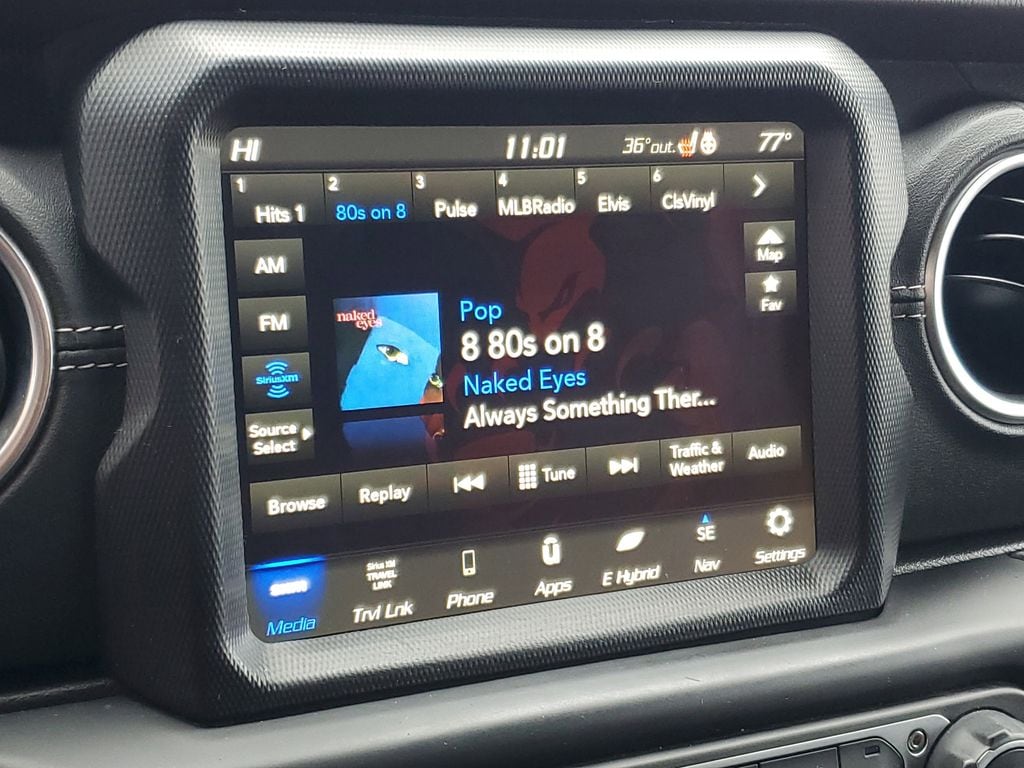 HI 11:01 36°out. 77°
1 2 3 4 5 6
Hits 1 80s on 8 Pulse MLBRadio Elvis ClsVinyl
AM
Map
FM
Fav
naked
eyes
Pop
8 80s on 8
SiriusXM
Naked Eyes
Always Something Ther...
Source
Select
Browse Replay Tune Traffic & Audio
Weather
Sirius XM
TRAVEL
LINK
SE
Media Trvl Lnk Phone Apps E Hybrid Nav Settings